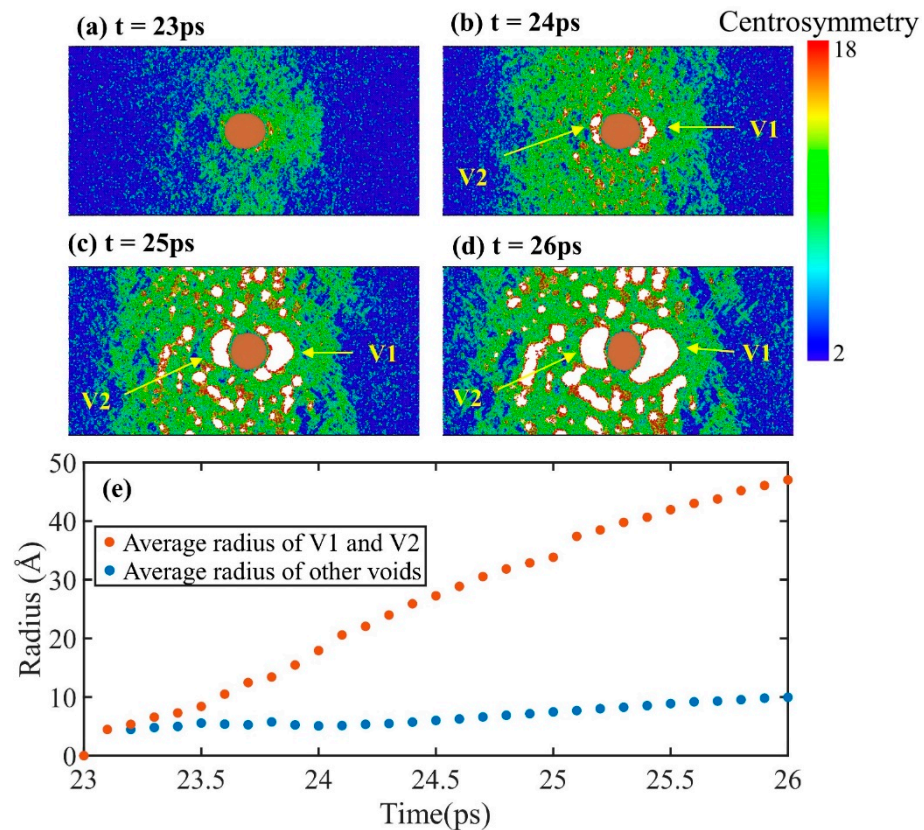 (a) t = 23ps
(b) t = 24ps
Centrosymmetry
18
2
V2
V1
(c) t = 25ps
(d) t = 26ps
V2
V1
V2
V1
(e)
Average radius of V1 and V2
Average radius of other voids
Radius (Å)
50
40
30
20
10
0
23
23.5
24
24.5
25
25.5
26
Time(ps)